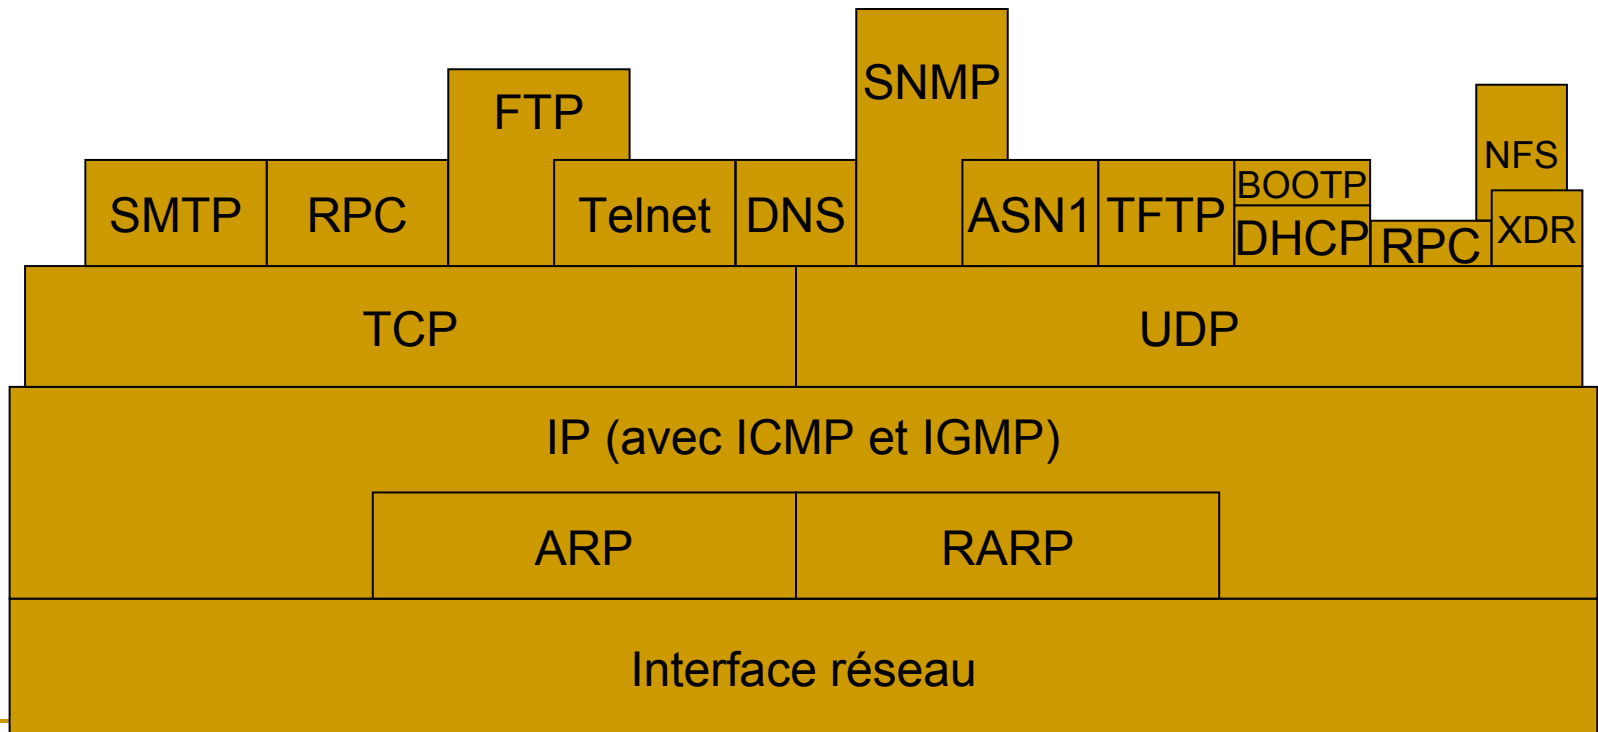 SNMP
FTP
NFS
SMTP
RPC
Telnet
DNS
ASN1
TFTP
BOOTP
DHCP
RPC
XDR
TCP
UDP
IP (avec ICMP et IGMP)
ARP
RARP
Interface réseau